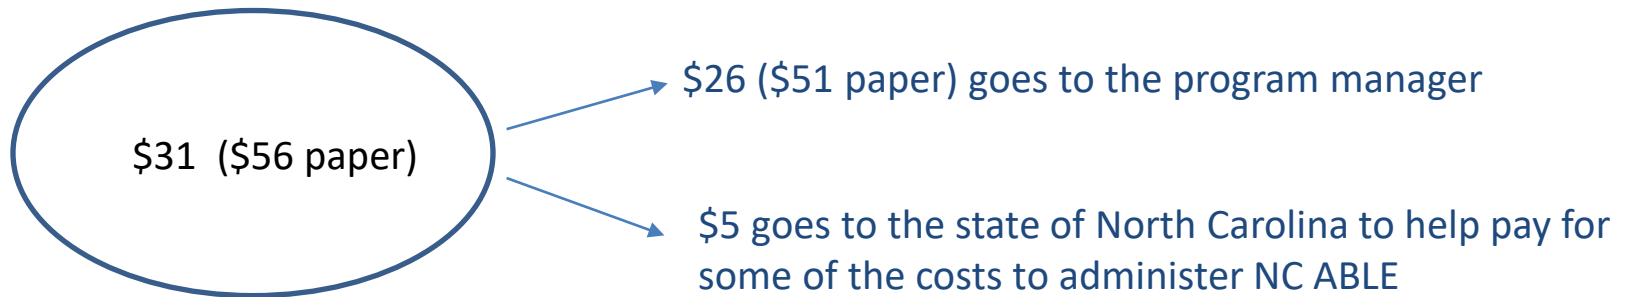 $31  ($56 paper)
$26 ($51 paper) goes to the program manager
$5 goes to the state of North Carolina to help pay for
some of the costs to administer NC ABLE